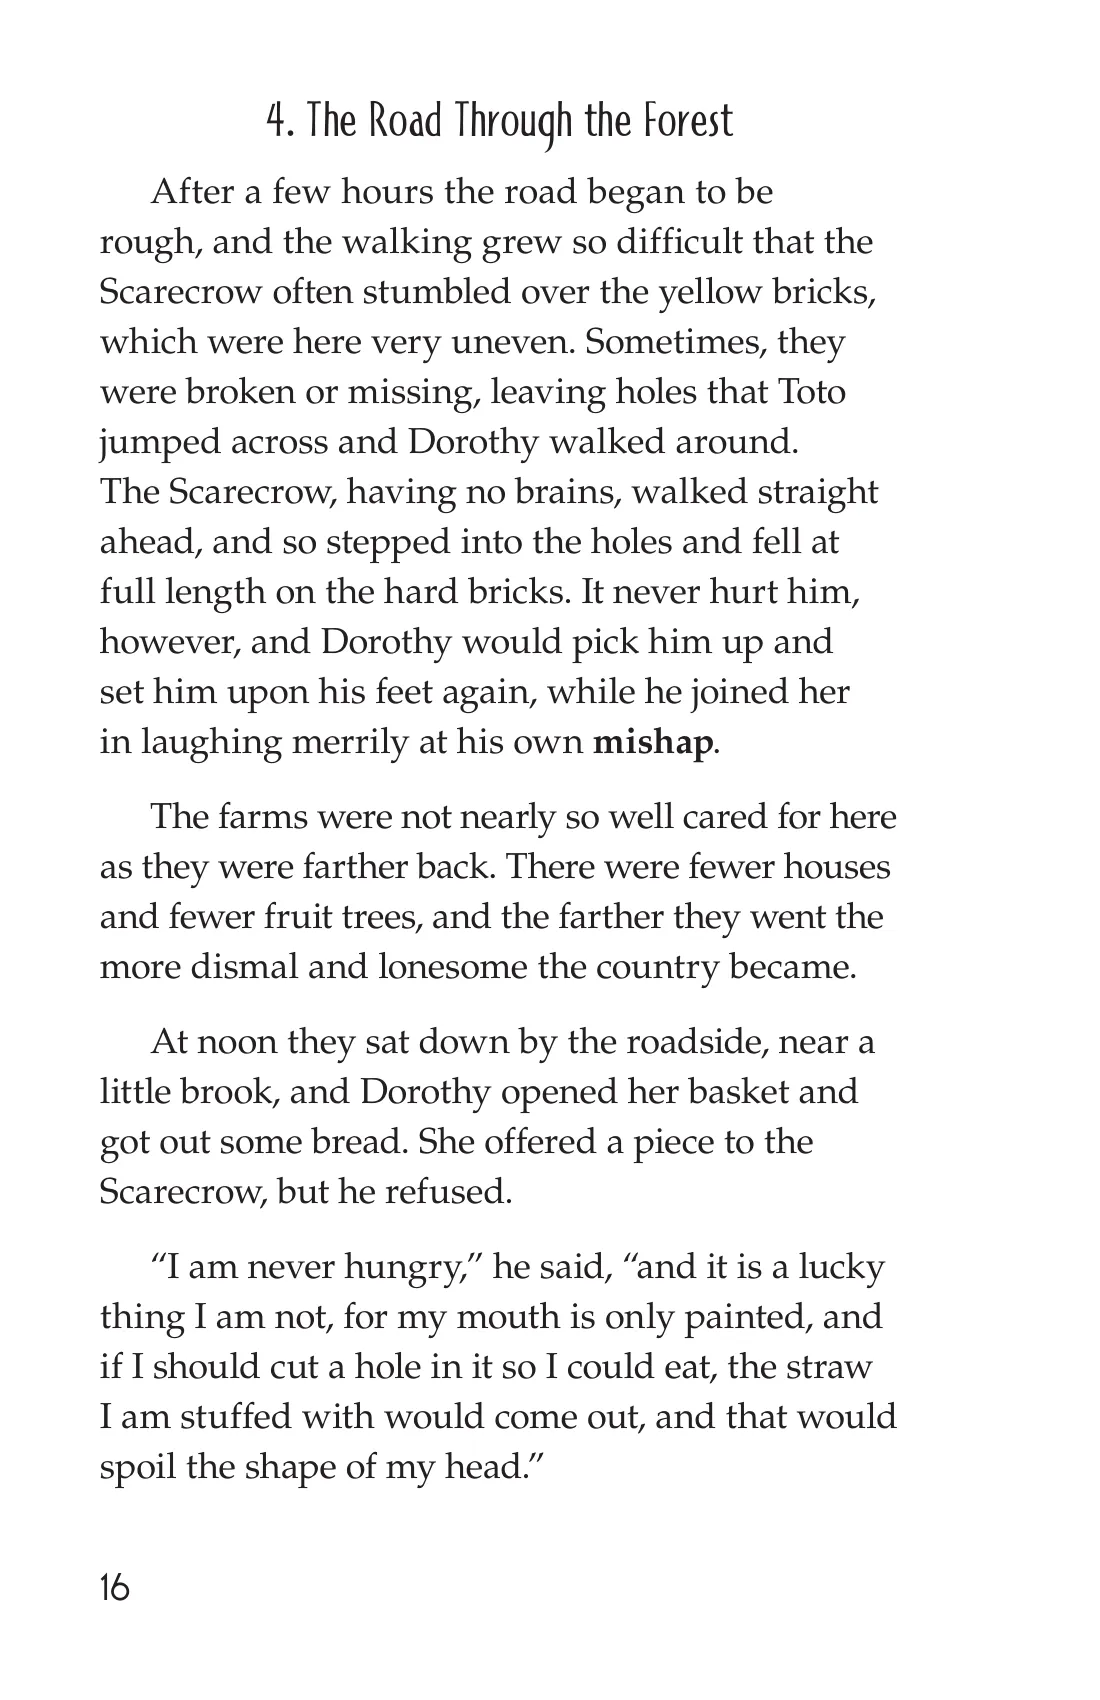 4. The Road Through the Forest
After a few hours the road began to be
rough, and the walking grew so difficult that the
Scarecrow often stumbled over the yellow bricks,
which were here very uneven. Sometimes, they
were broken or missing, leaving holes that Toto
jumped across and Dorothy walked around.
The Scarecrow, having no brains, walked straight
ahead, and so stepped into the holes and fell at
full length on the hard bricks. It never hurt him,
however, and Dorothy would pick him up and
set him upon his feet again, while he joined her
in laughing merrily at his own mishap.
The farms were not nearly so well cared for here
as they were farther back. There were fewer houses
and fewer fruit trees, and the farther they went the
more dismal and lonesome the country became.
At noon they sat down by the roadside, near a
little brook, and Dorothy opened her basket and
got out some bread. She offered a piece to the
Scarecrow, but he refused.
“I am never hungry,” he said, “and it is a lucky
thing I am not, for my mouth is only painted, and
if I should cut a hole in it so I could eat, the straw
I am stuffed with would come out, and that would
spoil the shape of my head.”
16